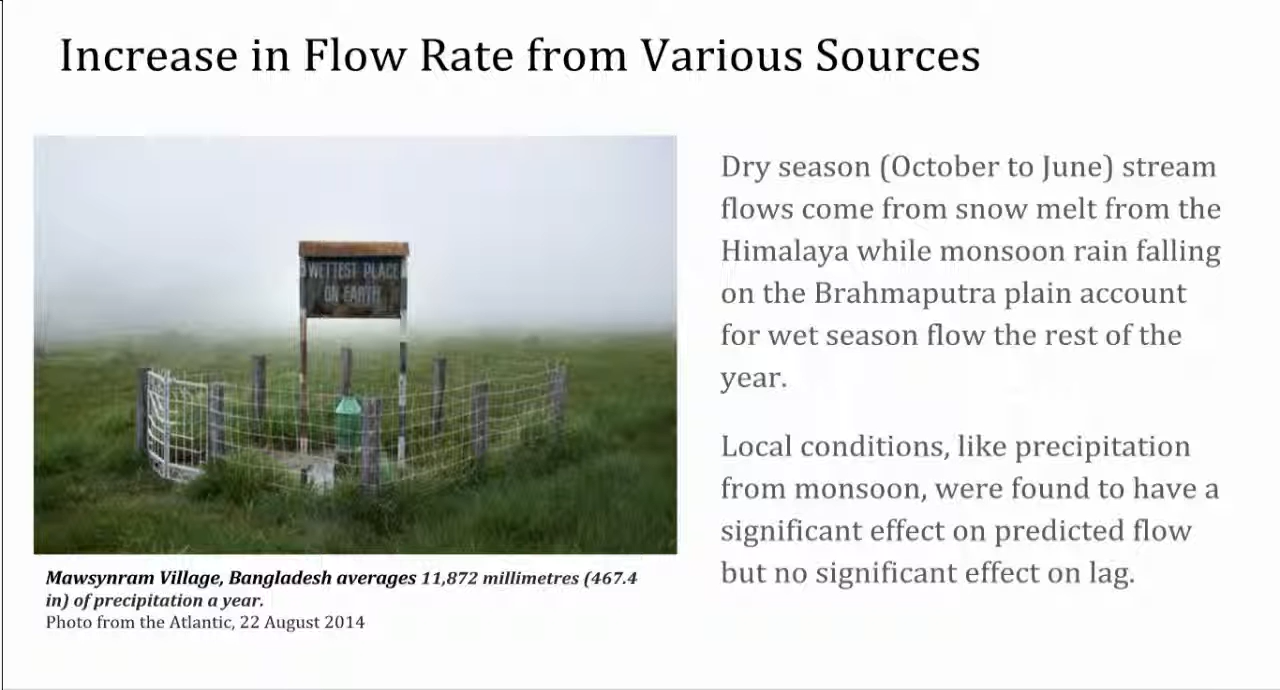 Increase in Flow Rate from Various Sources
WETTEST PLACE
ON EARTH
Mawsynram Village, Bangladesh averages 11,872 millimetres (467.4
in) of precipitation a year.
Photo from the Atlantic, 22 August 2014
Dry season (October to June) stream
flows come from snow melt from the
Himalaya while monsoon rain falling
on the Brahmaputra plain account
for wet season flow the rest of the
year.
Local conditions, like precipitation
from monsoon, were found to have a
significant effect on predicted flow
but no significant effect on lag.